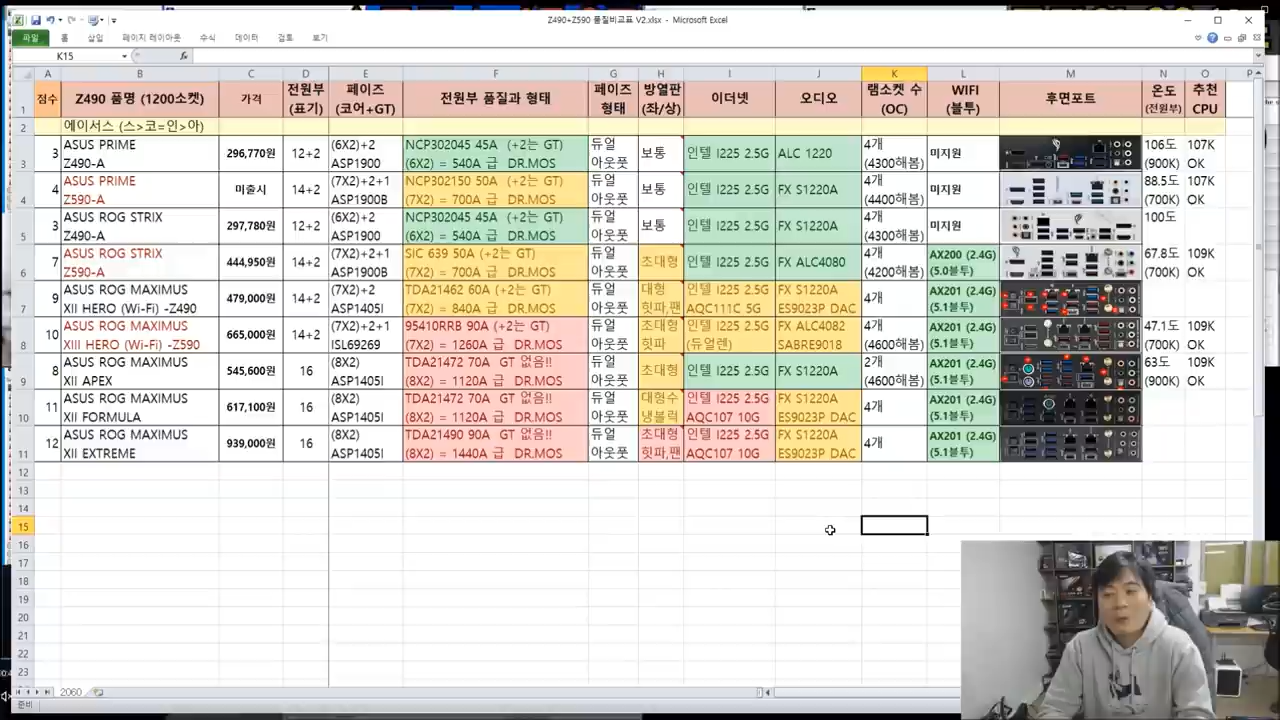 Z490+Z590 품질비교표 V2.xlsx - Microsoft Excel
파일 홈 삽입 페이지 레이아웃 수식 데이터 검토 보기
K15 fx
A B C D E F G H I J K L M N O P
1 점수 Z490 품명 (1200소켓) 가격 전원부 (표기) 페이즈 (코어+GT) 전원부 품질과 형태 페이즈 형태 방열판 (좌/상) 이더넷 오디오 램소켓 수 (OC) WIFI (블투) 후면포트 온도 (전원부) 추천 CPU
2 에이서스 (스>코=인>아)
3 3 ASUS PRIME Z490-A 296,770원 12+2 (6X2)+2 ASP1900 NCP302045 45A (+2는 GT) (6X2) = 540A 급 DR.MOS 듀얼 아웃풋 보통 인텔 I225 2.5G ALC 1220 4개 (4300해봄) 미지원 106도 (900K) 107K OK
4 4 ASUS PRIME Z590-A 미출시 14+2 (7X2)+2+1 ASP1900B NCP302150 50A (+2는 GT) (7X2) = 700A 급 DR.MOS 듀얼 아웃풋 보통 인텔 I225 2.5G FX S1220A 4개 (4400해봄) 미지원 88.5도 (700K) 107K OK
5 3 ASUS ROG STRIX Z490-A 297,780원 12+2 (6X2)+2 ASP1900 NCP302045 45A (+2는 GT) (6X2) = 540A 급 DR.MOS 듀얼 아웃풋 보통 인텔 I225 2.5G FX S1220A 4개 (4300해봄) 미지원 100도
6 7 ASUS ROG STRIX Z590-A 444,950원 14+2 (7X2)+2 ASP1900B SIC 639 50A (+2는 GT) (7X2) = 700A 급 DR.MOS 듀얼 아웃풋 초대형 인텔 I225 2.5G FX ALC4080 4개 (4200해봄) AX200 (2.4G) (5.0블투) 67.8도 (700K) 109K OK
7 9 ASUS ROG MAXIMUS XII HERO (Wi-Fi) -Z490 479,000원 14+2 (7X2)+2 ASP1405I TDA21462 60A (+2는 GT) (7X2) = 840A 급 DR.MOS 듀얼 아웃풋 대형 힛파,팬 인텔 I225 2.5G AQC111C 5G FX S1220A ES9023P DAC 4개 AX201 (2.4G) (5.1블투)
8 10 ASUS ROG MAXIMUS XIII HERO (Wi-Fi) -Z590 665,000원 14+2 (7X2)+2+1 ISL69269 95410RRB 90A (+2는 GT) (7X2) = 1260A 급 DR.MOS 듀얼 아웃풋 초대형 힛파 인텔 I225 2.5G (듀얼렌) FX ALC4082 SABRE9018 4개 (4600해봄) AX201 (2.4G) (5.1블투) 47.1도 (700K) 109K OK
9 8 ASUS ROG MAXIMUS XII APEX 545,600원 16 (8X2) ASP1405I TDA21472 70A GT 없음!! (8X2) = 1120A 급 DR.MOS 듀얼 아웃풋 초대형 인텔 I225 2.5G FX S1220A 2개 (4600해봄) AX201 (2.4G) (5.1블투) 63도 (900K) 109K OK
10 11 ASUS ROG MAXIMUS XII FORMULA 617,100원 16 (8X2) ASP1405I TDA21472 70A GT 없음!! (8X2) = 1120A 급 DR.MOS 듀얼 아웃풋 대형수 냉블럭 인텔 I225 2.5G AQC107 10G FX S1220A ES9023P DAC 4개 AX201 (2.4G) (5.1블투)
11 12 ASUS ROG MAXIMUS XII EXTREME 939,000원 16 (8X2) ASP1405I TDA21490 90A GT 없음!! (8X2) = 1440A 급 DR.MOS 듀얼 아웃풋 초대형 힛파,팬 인텔 I225 2.5G AQC107 10G FX S1220A ES9023P DAC 4개 AX201 (2.4G) (5.1블투)
12
13
14
15
16
17
18
19
20
21
22
23
2060
준비